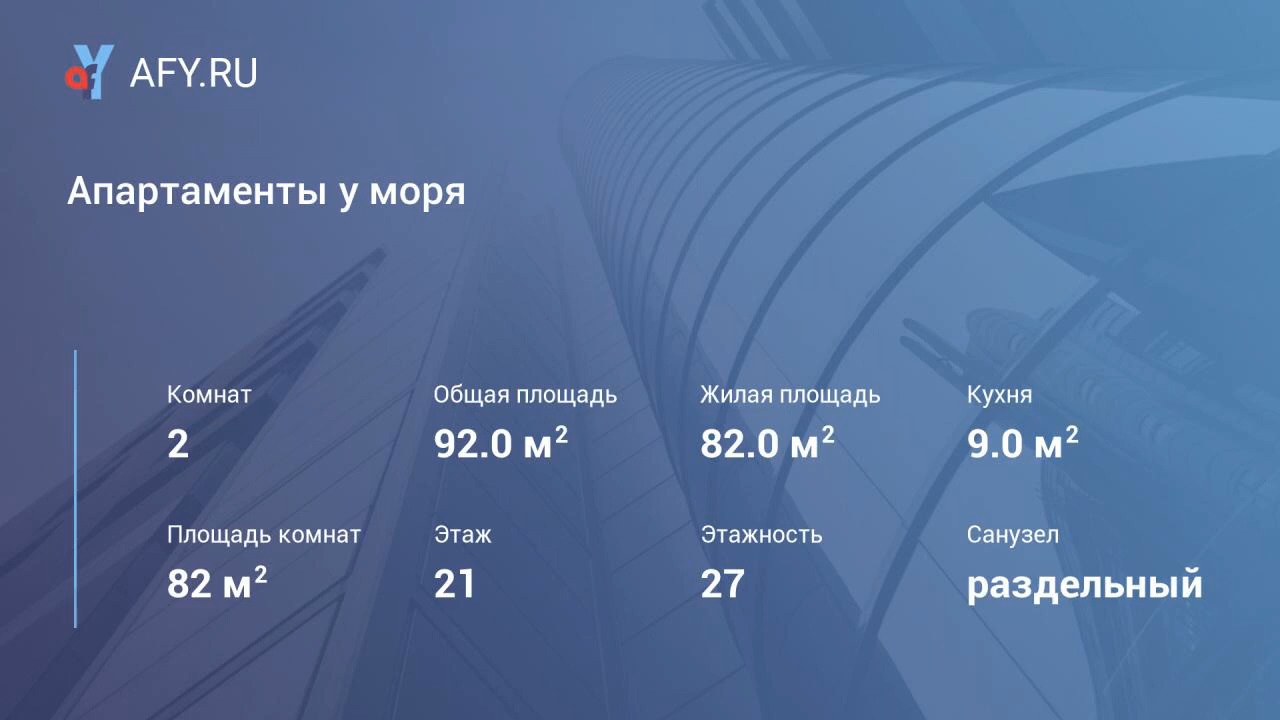 afY AFY.RU
Апартаменты у моря
Комнат
2
Общая площадь
92.0 м²
Жилая площадь
82.0 м²
Кухня
9.0 м²
Площадь комнат
82 м²
Этаж
21
Этажность
27
Санузел
раздельный